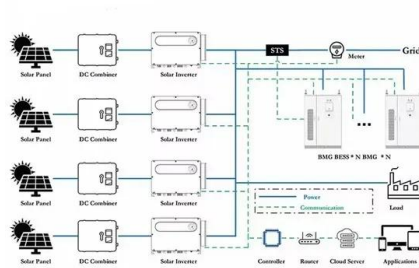 STS
Grid
Meter
Solar Panel
DC Combiner
Solar Inverter
Solar Panel
DC Combiner
Solar Inverter
BMG BESS * N BMG * N
Solar Panel
DC Combiner
Solar Inverter
Power
Communication
Load
Solar Panel
DC Combiner
Solar Inverter
Controller
Router
Cloud Server
Applications